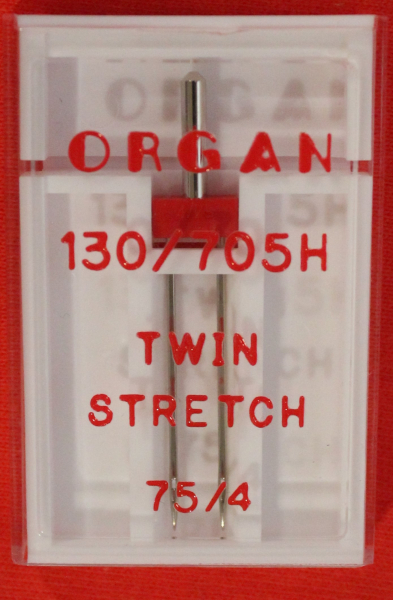 ORGAN
130/705H
TWIN
STRETCH
75/4